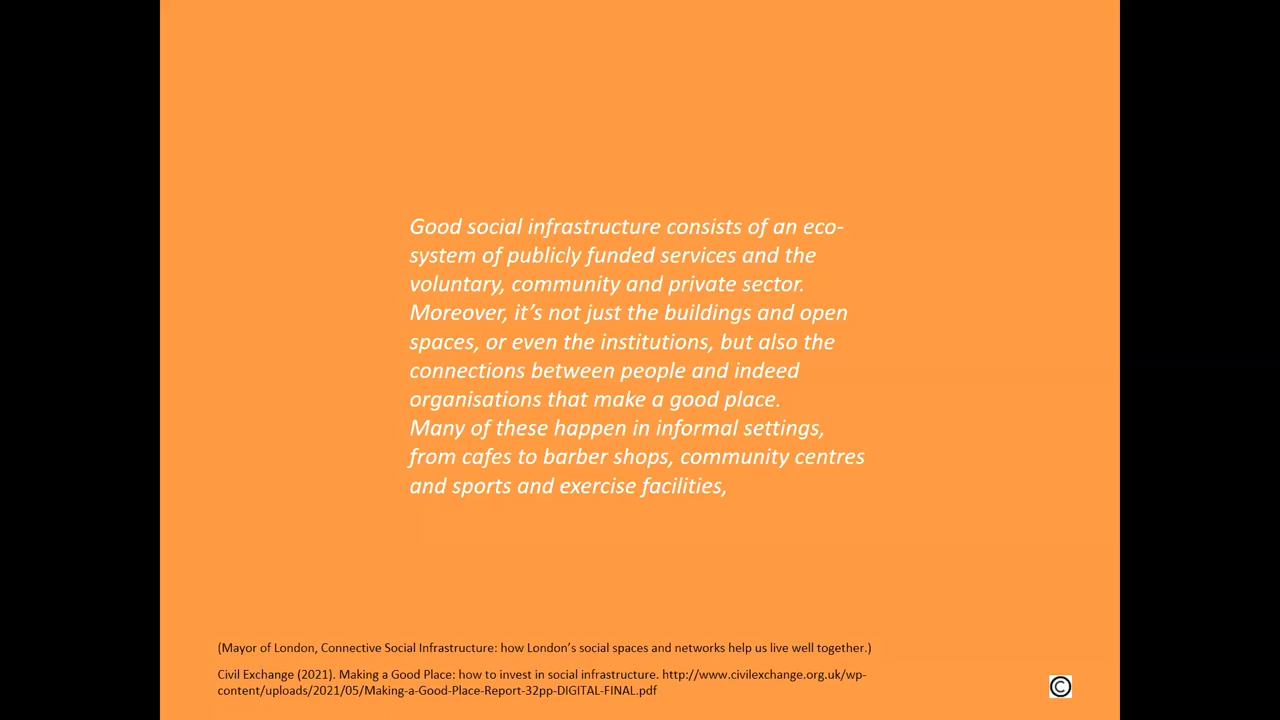 Good social infrastructure consists of an eco-
system of publicly funded services and the
voluntary, community and private sector.
Moreover, it’s not just the buildings and open
spaces, or even the institutions, but also the
connections between people and indeed
organisations that make a good place.
Many of these happen in informal settings,
from cafes to barber shops, community centres
and sports and exercise facilities,
(Mayor of London, Connective Social Infrastructure: how London’s social spaces and networks help us live well together.)
Civil Exchange (2021). Making a Good Place: how to invest in social infrastructure. http://www.civilexchange.org.uk/wp-
content/uploads/2021/05/Making-a-Good-Place-Report-32pp-DIGITAL-FINAL.pdf
©